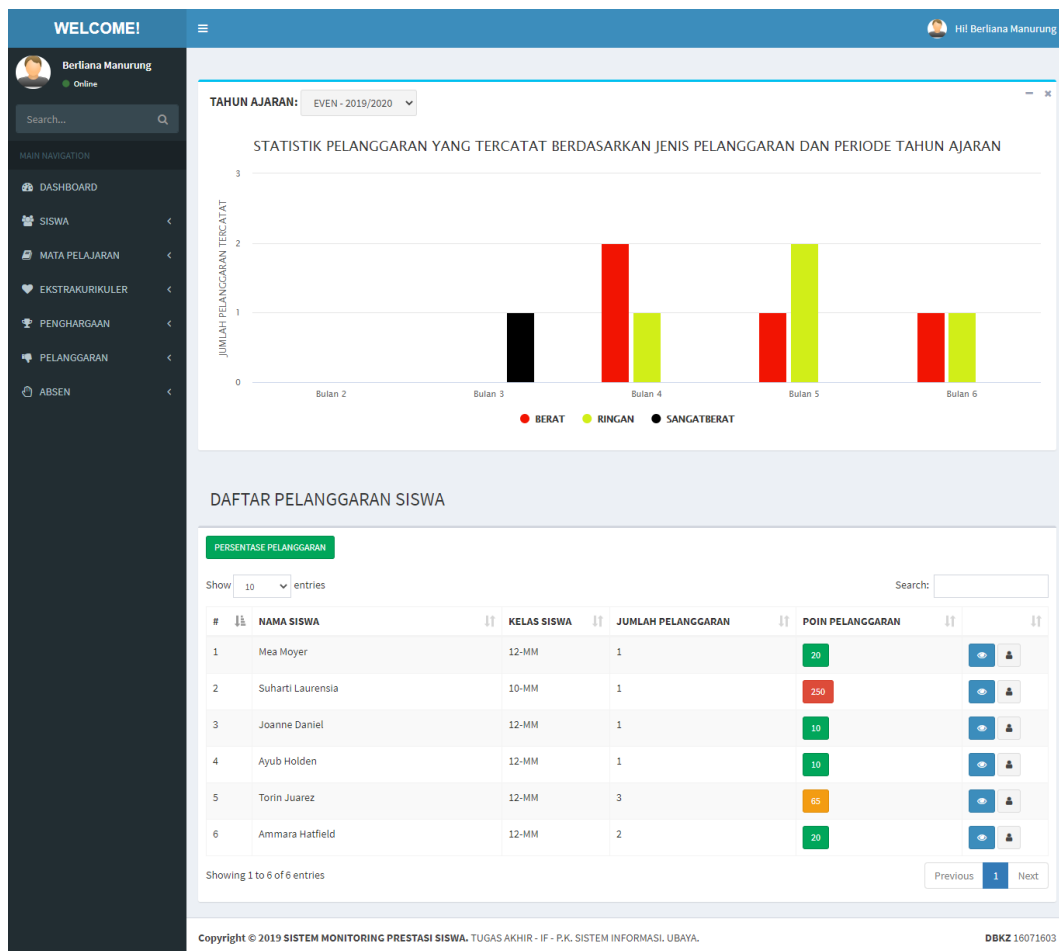 WELCOME!
Hi! Berliana Manurung
Berliana Manurung
Online
Search...
MAIN NAVIGATION
DASHBOARD
SISWA
MATA PELAJARAN
EKSTRAKURIKULER
PENGHARGAAN
PELANGGARAN
ABSEN
TAHUN AJARAN: EVEN - 2019/2020
STATISTIK PELANGGARAN YANG TERCATAT BERDASARKAN JENIS PELANGGARAN DAN PERIODE TAHUN AJARAN
JUMLAH PELANGGARAN TERCATAT
3
2
1
0
Bulan 2 Bulan 3 Bulan 4 Bulan 5 Bulan 6
BERAT RINGAN SANGATBERAT
DAFTAR PELANGGARAN SISWA
PERSENTASE PELANGGARAN
Show 10 entries Search:
# NAMA SISWA KELAS SISWA JUMLAH PELANGGARAN POIN PELANGGARAN
1 Mea Moyer 12-MM 1 20
2 Suharti Laurensia 10-MM 1 250
3 Joanne Daniel 12-MM 1 10
4 Ayub Holden 12-MM 1 10
5 Torin Juarez 12-MM 3 65
6 Ammara Hatfield 12-MM 2 20
Showing 1 to 6 of 6 entries Previous 1 Next
Copyright © 2019 SISTEM MONITORING PRESTASI SISWA. TUGAS AKHIR - IF - P.K. SISTEM INFORMASI. UBAYA. DBKZ 16071603